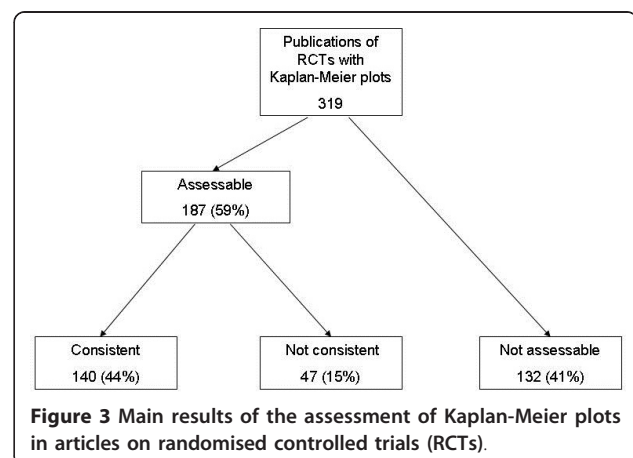 Publications of
RCTs with
Kaplan-Meier plots
319
Assessable
187 (59%)
Consistent
140 (44%)
Not consistent
47 (15%)
Not assessable
132 (41%)
Figure 3 Main results of the assessment of Kaplan-Meier plots
in articles on randomised controlled trials (RCTs).